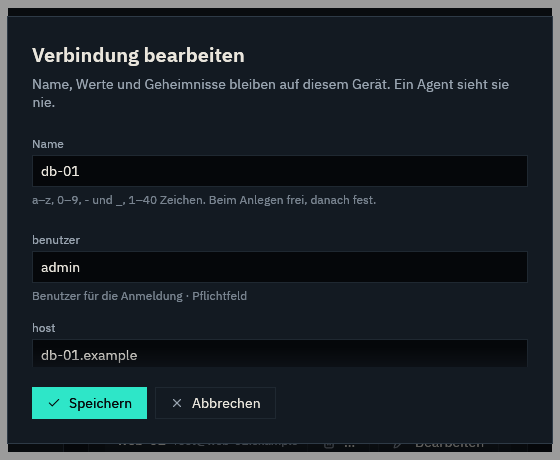 Verbindung bearbeiten
Name, Werte und Geheimnisse bleiben auf diesem Gerät. Ein Agent sieht sie
nie.
Name
db-01
a–z, 0–9, - und _, 1–40 Zeichen. Beim Anlegen frei, danach fest.
benutzer
admin
Benutzer für die Anmeldung · Pflichtfeld
host
db-01.example
Speichern
Abbrechen
Bearbeiten